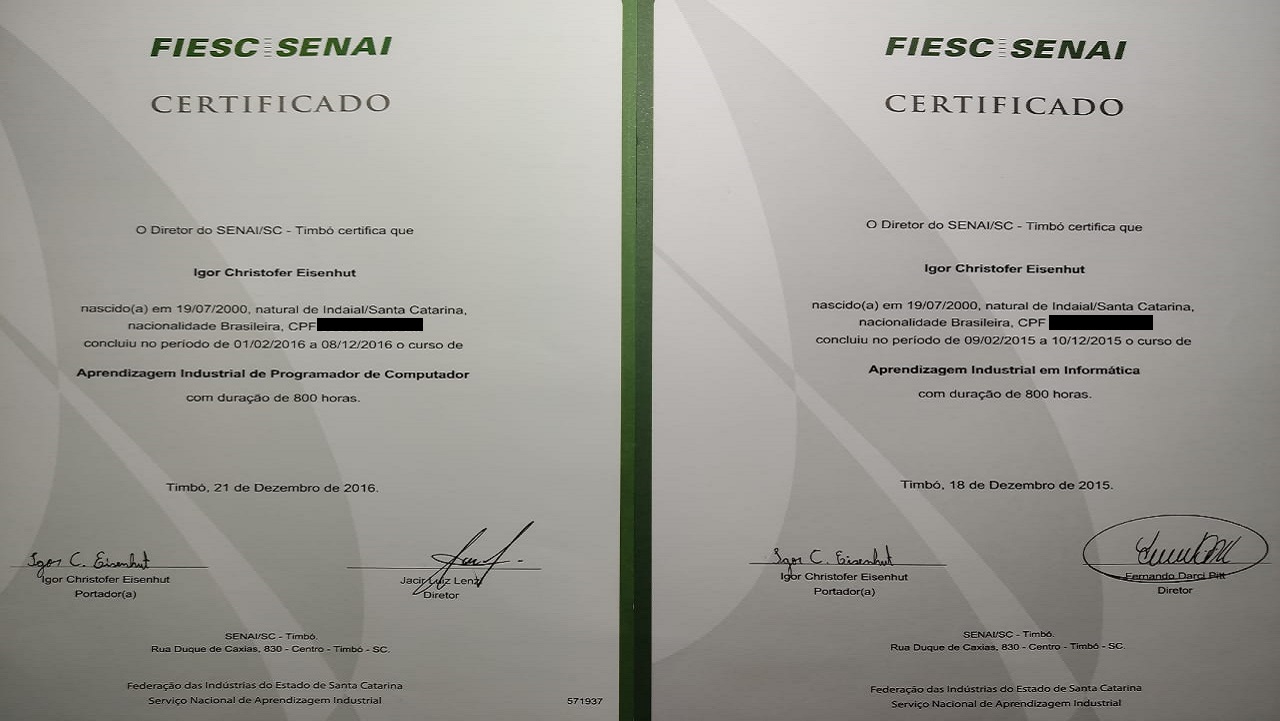 FIESC SENAI
CERTIFICADO
O Diretor do SENAI/SC - Timbó certifica que
Igor Christofer Eisenhut
nascido(a) em 19/07/2000, natural de Indaial/Santa Catarina,
nacionalidade Brasileira, CPF
concluiu no período de 01/02/2016 a 08/12/2016 o curso de
Aprendizagem Industrial de Programador de Computador
com duração de 800 horas.
Timbó, 21 de Dezembro de 2016.
Igor C. Eisenhut
Igor Christofer Eisenhut
Portador(a)
Jacir Luiz Lenzi
Diretor
SENAI/SC - Timbó.
Rua Duque de Caxias, 830 - Centro - Timbó - SC.
Federação das Indústrias do Estado de Santa Catarina
Serviço Nacional de Aprendizagem Industrial
571937
FIESC SENAI
CERTIFICADO
O Diretor do SENAI/SC - Timbó certifica que
Igor Christofer Eisenhut
nascido(a) em 19/07/2000, natural de Indaial/Santa Catarina,
nacionalidade Brasileira, CPF
concluiu no período de 09/02/2015 a 10/12/2015 o curso de
Aprendizagem Industrial em Informática
com duração de 800 horas.
Timbó, 18 de Dezembro de 2015.
Igor C. Eisenhut
Igor Christofer Eisenhut
Portador(a)
Fernando Darci Pitt
Diretor
SENAI/SC - Timbó.
Rua Duque de Caxias, 830 - Centro - Timbó - SC.
Federação das Indústrias do Estado de Santa Catarina
Serviço Nacional de Aprendizagem Industrial